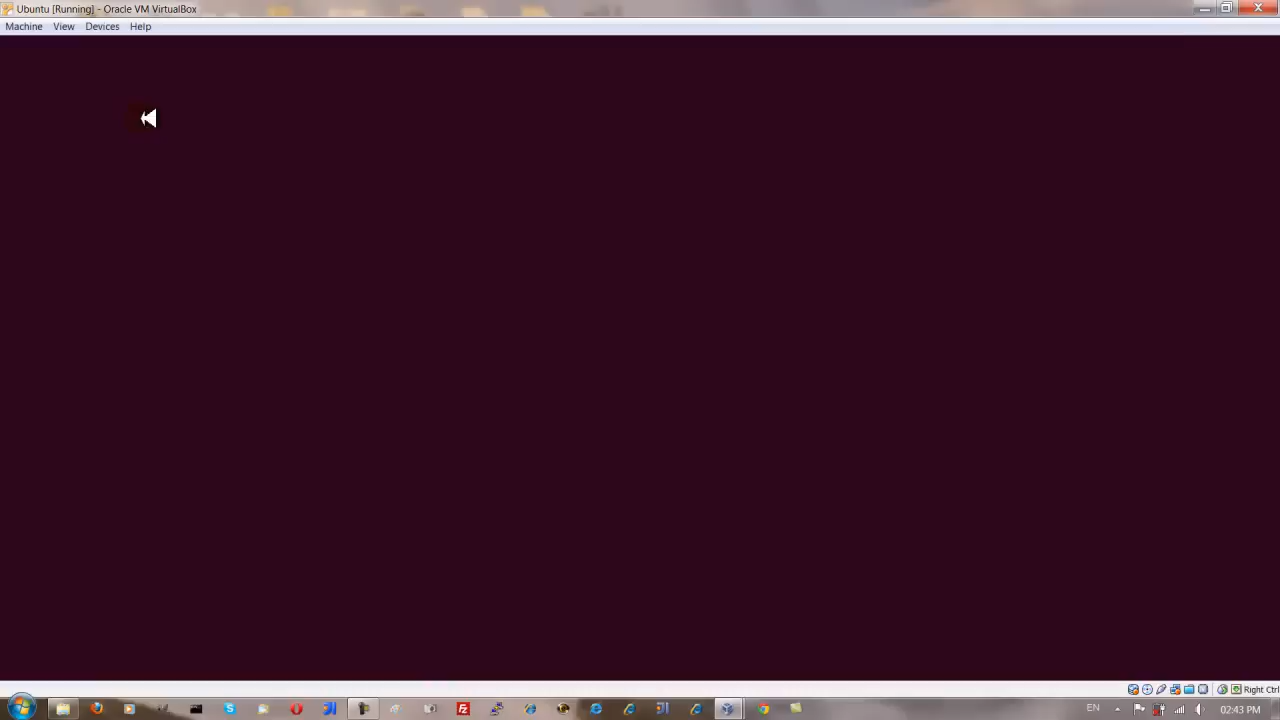 Ubuntu [Running] - Oracle VM VirtualBox
Machine View Devices Help
Right Ctrl
EN
02:43 PM